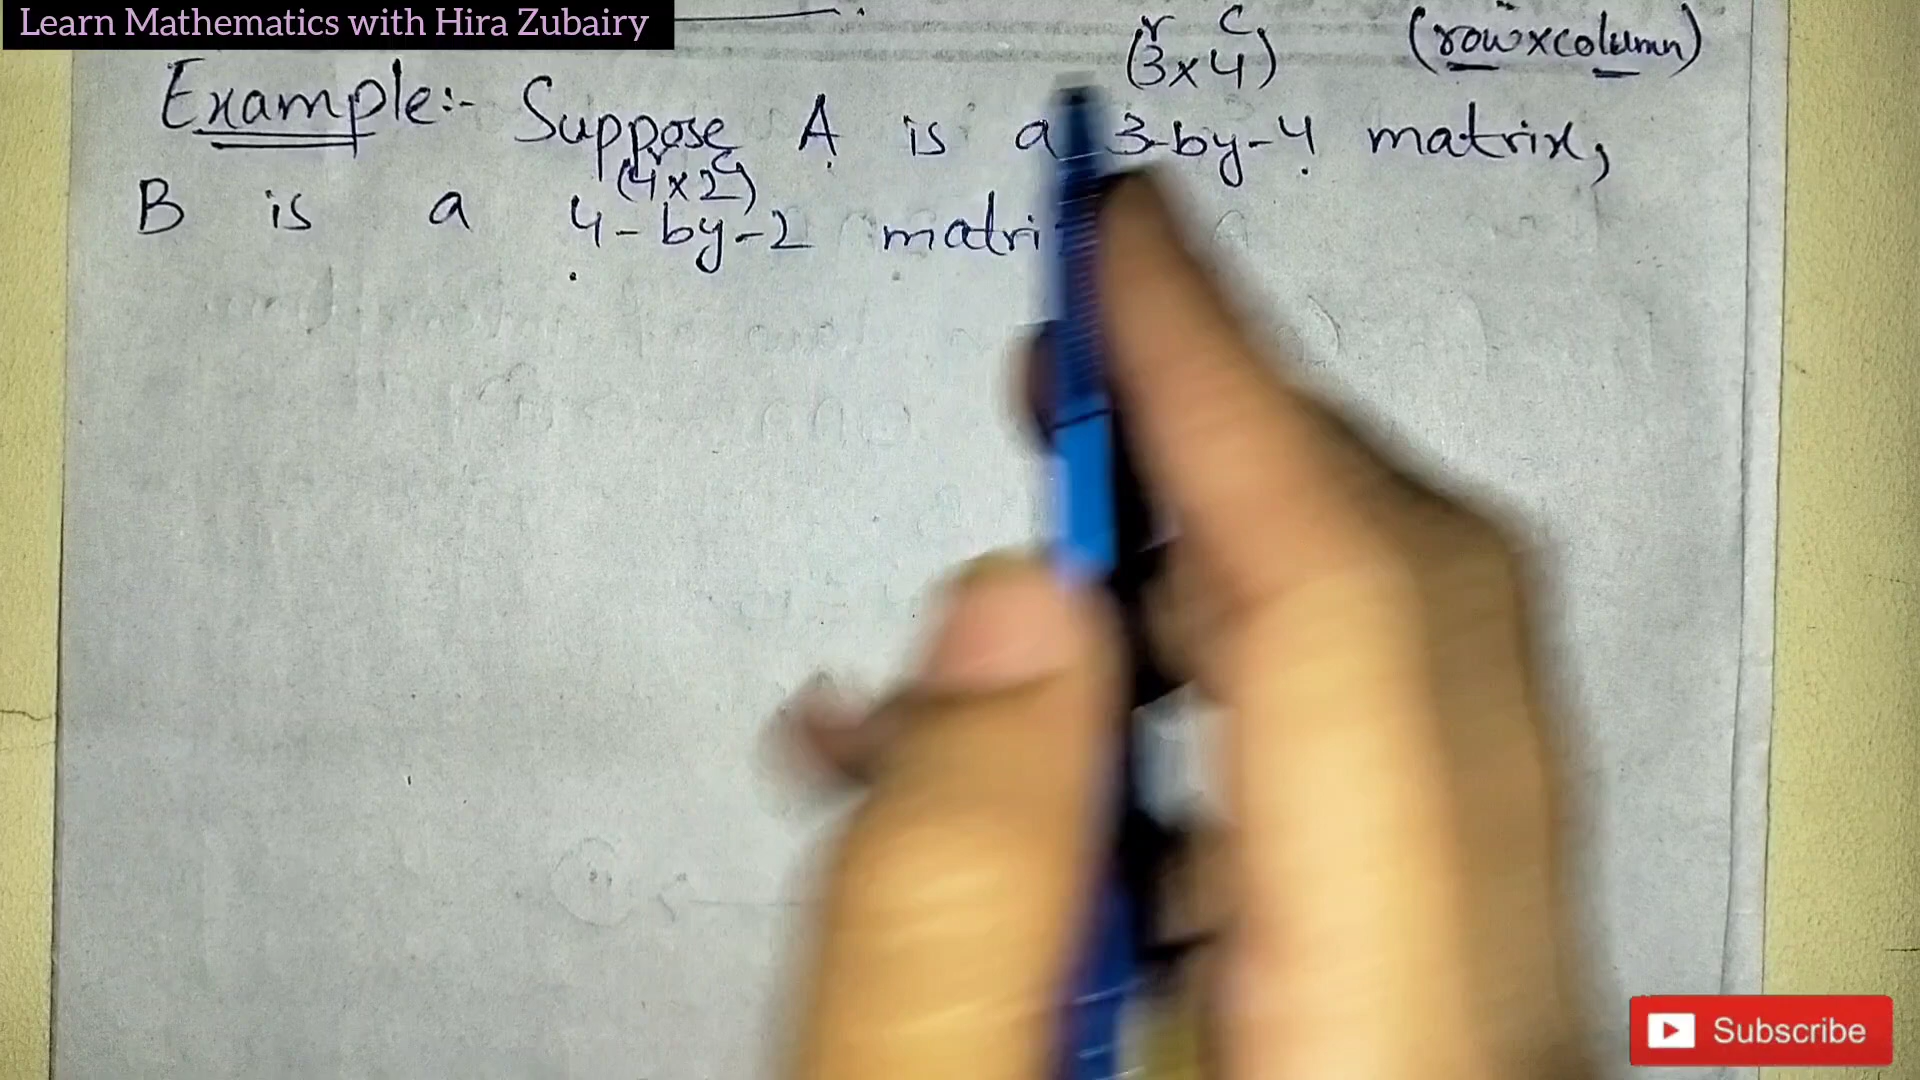 Learn Mathematics with Hira Zubairy
r c
(3x4) (row x column)
Example:- Suppose A is a 3-by-4 matrix,
r c
(4x2)
B is a 4-by-2 matri
Subscribe